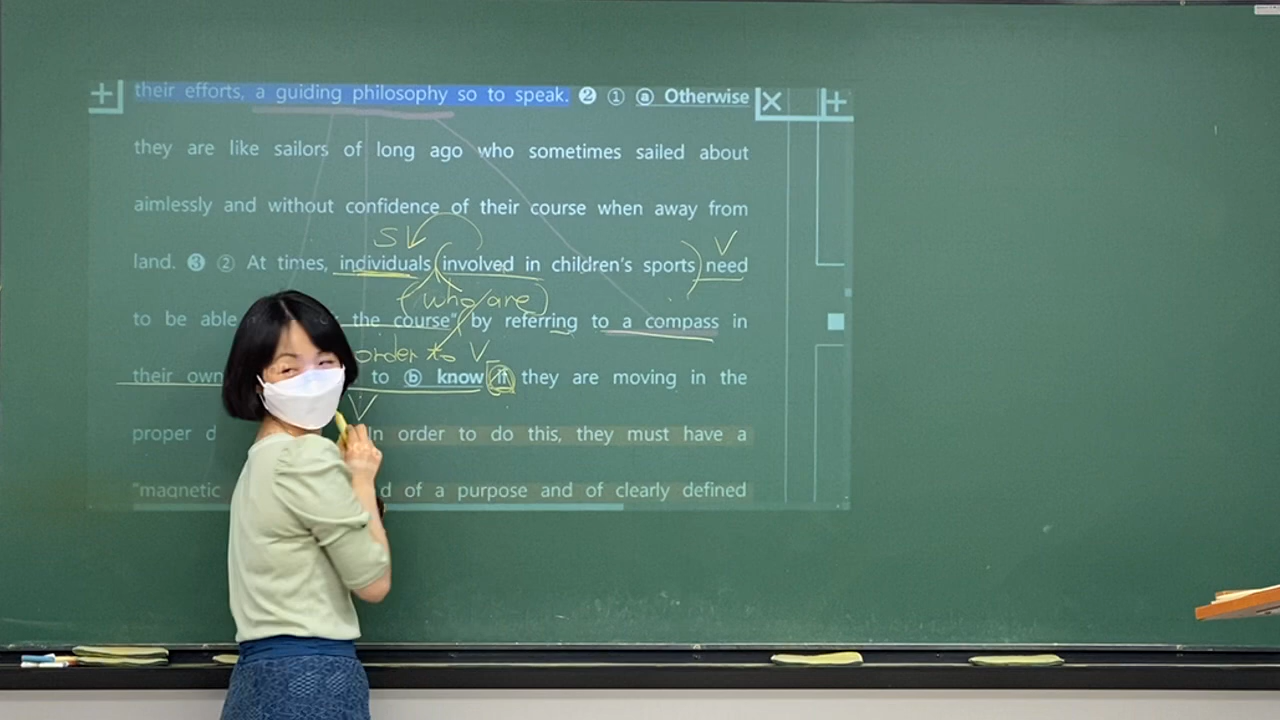 their efforts, a guiding philosophy so to speak. ❷ ① ⓐ Otherwise
they are like sailors of long ago who sometimes sailed about
aimlessly and without confidence of their course when away from
S V
land. ❸ ② At times, individuals (involved in children's sports) need
(who are)
to be able the course" by referring to a compass in
order to V
their own to ⓑ know if they are moving in the
V
proper In order to do this, they must have a
"magnetic of a purpose and of clearly defined